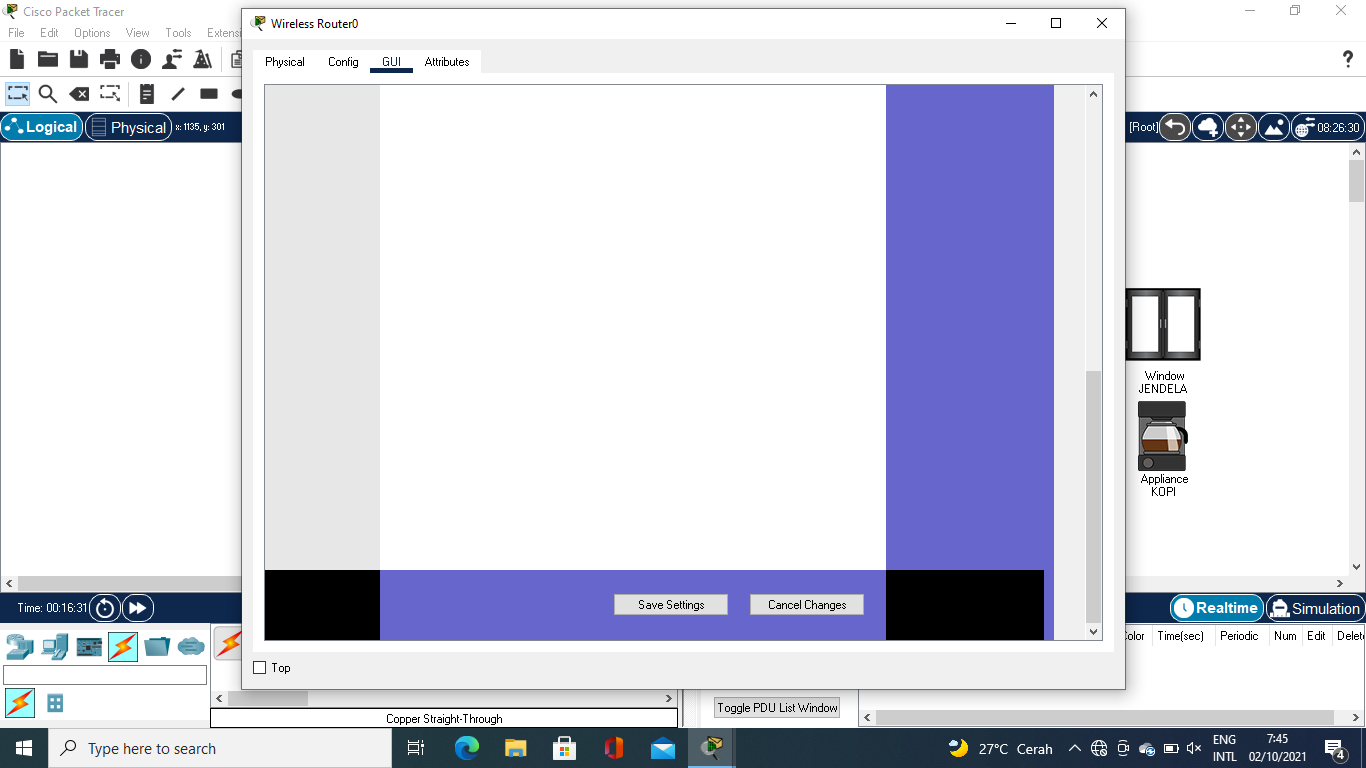 Cisco Packet Tracer
Wireless Router0
File Edit Options View Tools Extensi
Physical Config GUI Attributes
Logical Physical x: 1135, y: 301
[Root] 08:26:30
Window
JENDELA
Appliance
KOPI
Save Settings Cancel Changes
Time: 00:16:31
Realtime Simulation
Color Time(sec) Periodic Num Edit Delet
Top
Toggle PDU List Window
Copper Straight-Through
Type here to search
27°C Cerah
ENG
INTL
7:45
02/10/2021
4